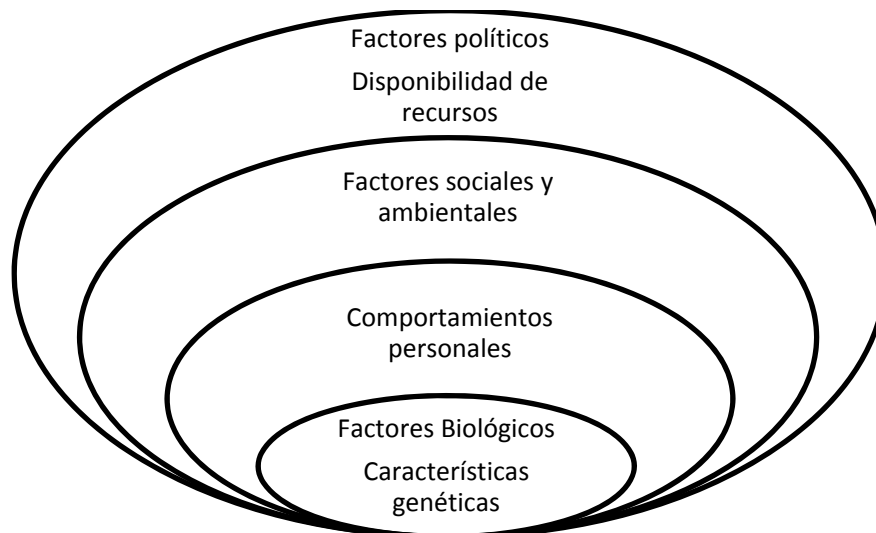 Factores políticos
Disponibilidad de
recursos
Factores sociales y
ambientales
Comportamientos
personales
Factores Biológicos
Características
genéticas